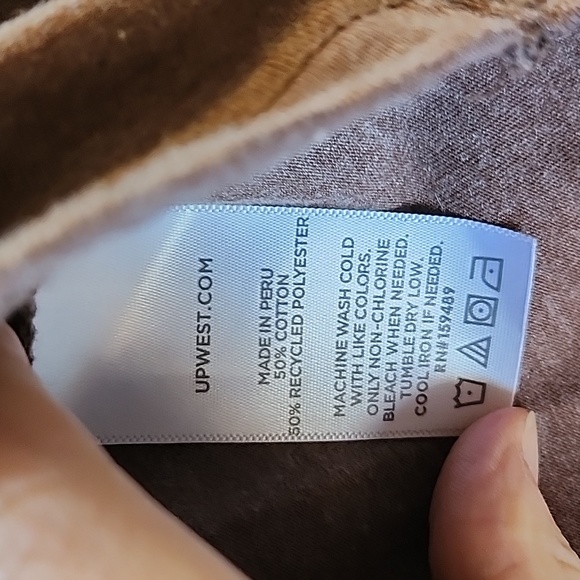 UPWEST.COM
MADE IN PERU
50% COTTON
50% RECYCLED POLYESTER
MACHINE WASH COLD
WITH LIKE COLORS.
ONLY NON-CHLORINE
BLEACH WHEN NEEDED.
TUMBLE DRY LOW.
COOL IRON IF NEEDED.
RN# 159489